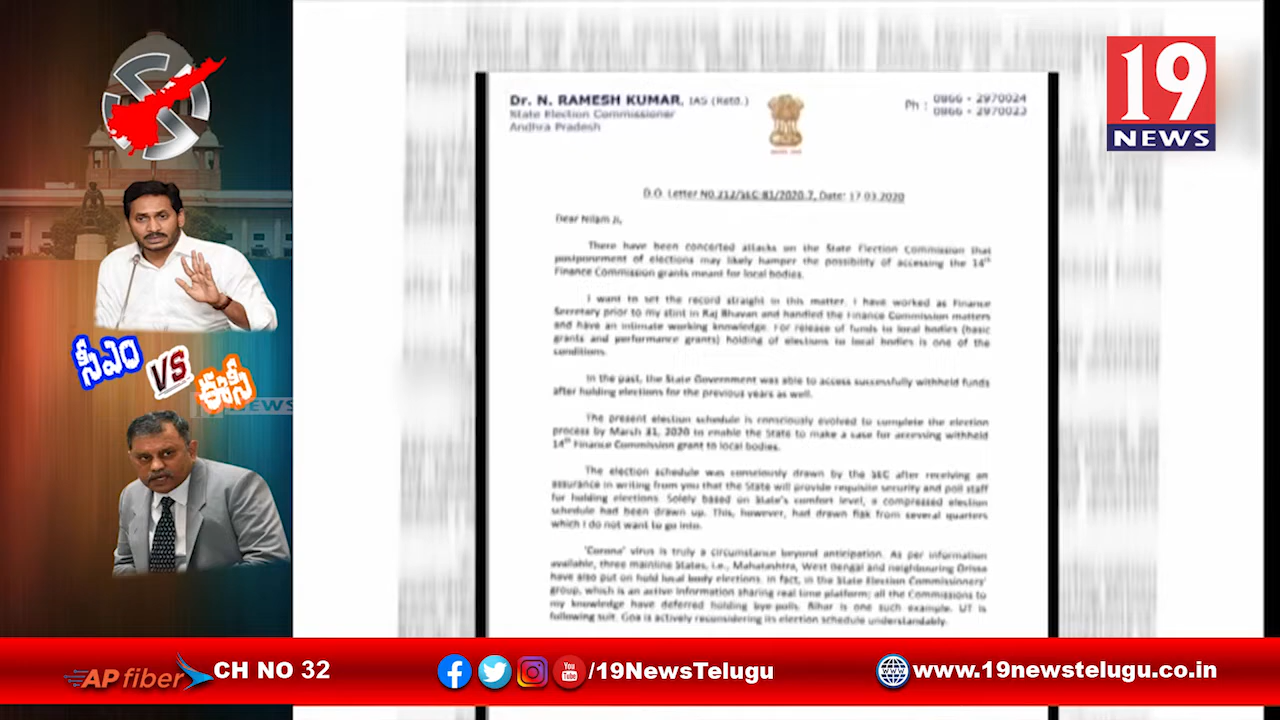 19
NEWS
Dr. N. RAMESH KUMAR, IAS (Retd.)
State Election Commissioner
Andhra Pradesh
Ph : 0866 - 2970024
0866 - 2970023
D.O. Letter NO.212/SEC-B1/2020-7, Date: 17.03.2020
Dear Nilam Ji,
There have been concerted attacks on the State Election Commission that
postponement of elections may likely hamper the possibility of accessing the 14th
Finance Commission grants meant for local bodies.
I want to set the record straight in this matter. I have worked as Finance
Secretary prior to my stint in Raj Bhavan and handled the Finance Commission matters
and have an intimate working knowledge. For release of funds to local bodies (basic
grants and performance grants) holding of elections to local bodies is one of the
conditions.
In the past, the State Government was able to access successfully withheld funds
after holding elections for the previous years as well.
The present election schedule is consciously evolved to complete the election
process by March 31, 2020 to enable the State to make a case for accessing withheld
14th Finance Commission grant to local bodies.
The election schedule was consciously drawn by the SEC after receiving an
assurance in writing from you that the State will provide requisite security and poll staff
for holding elections. Solely based on State's comfort level, a compressed election
schedule had been drawn up. This, however, had drawn flak from several quarters
which I do not want to go into.
'Corona' virus is truly a circumstance beyond anticipation. As per information
available, three mainline States, i.e., Maharashtra, West Bengal and neighbouring Orissa
have also put on hold local body elections. In fact, in the State Election Commissioners'
group, which is an active information sharing real time platform; all the Commissions to
my knowledge have deferred holding bye-polls. Bihar is one such example. UT is
following suit. Goa is actively reconsidering its election schedule understandably.
సీఎం
VS
ఈసీ
NEWS
AP fiber CH NO 32
You Tube /19NewsTelugu
www.19newstelugu.co.in